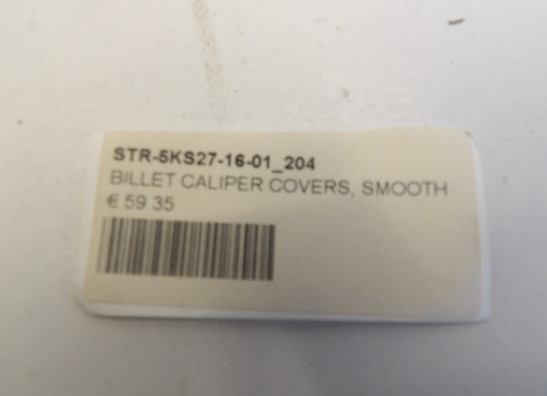 STR-5KS27-16-01_204
BILLET CALIPER COVERS, SMOOTH
€ 59.35